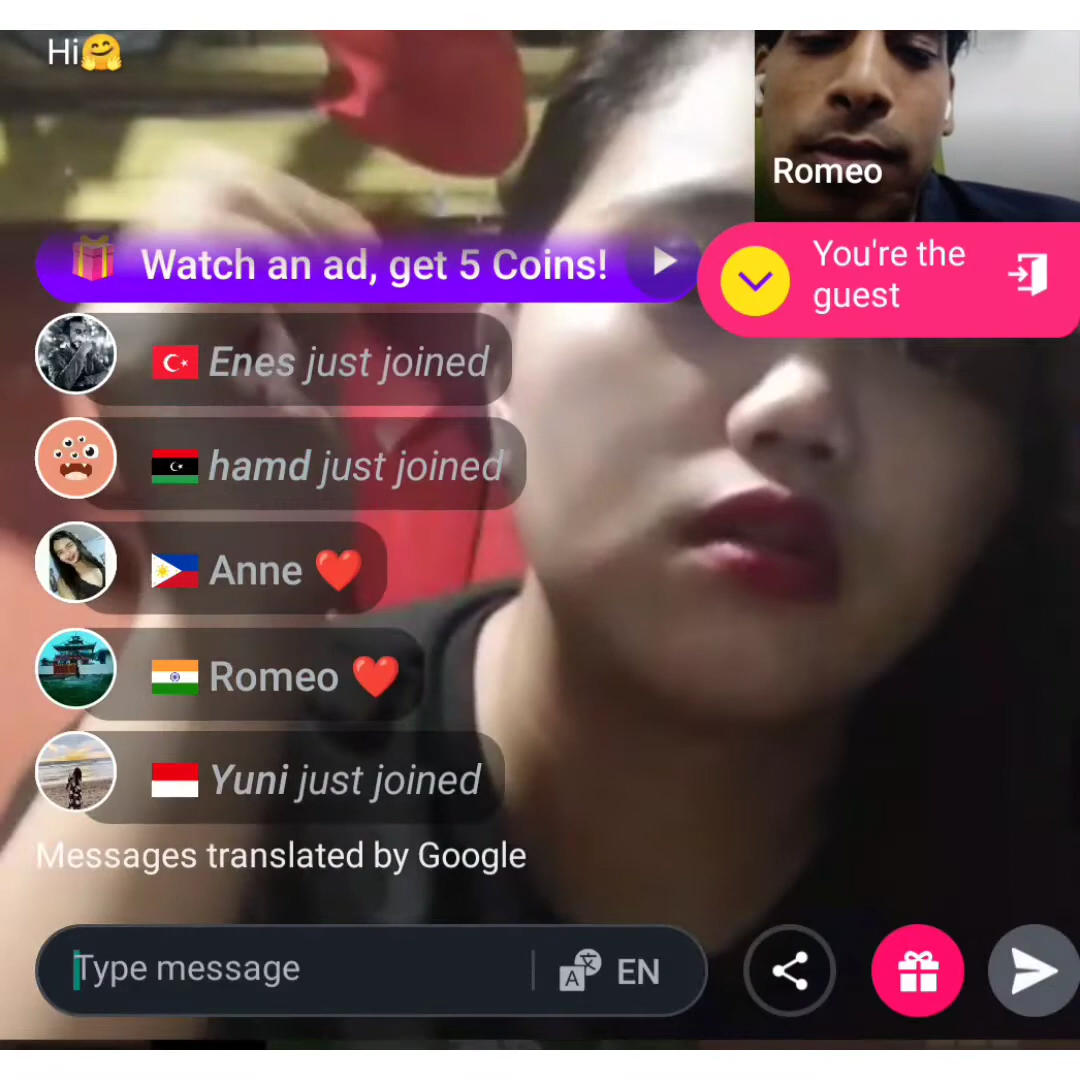 Hi🤗
Romeo
Watch an ad, get 5 Coins!
You're the
guest
Enes just joined
hamd just joined
Anne ❤️
Romeo ❤️
Yuni just joined
Messages translated by Google
Type message
EN